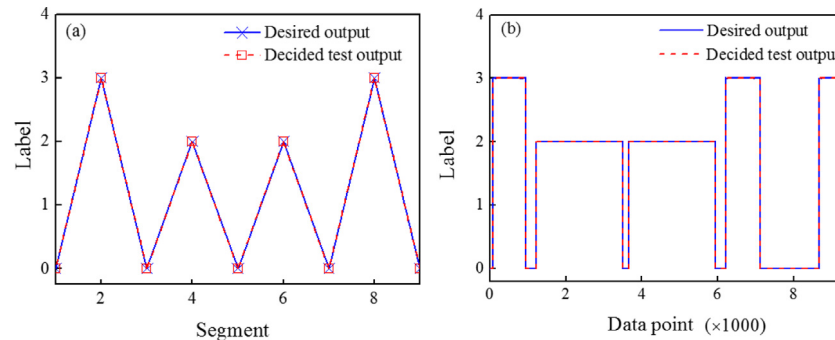 (a)
Desired output
Decided test output
4
3
2
1
0
Label
2
4
6
8
Segment
(b)
Desired output
Decided test output
4
3
2
1
0
Label
0
2
4
6
8
Data point (×1000)